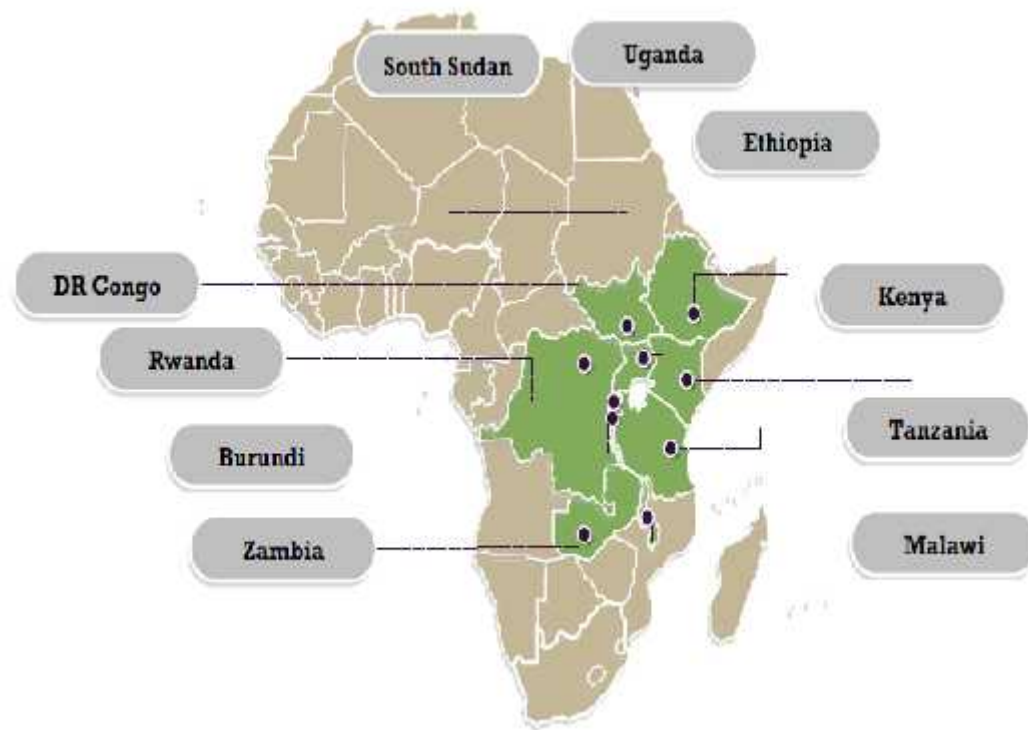 South Sudan
Uganda
Ethiopia
DR Congo
Kenya
Rwanda
Tanzania
Burundi
Zambia
Malawi